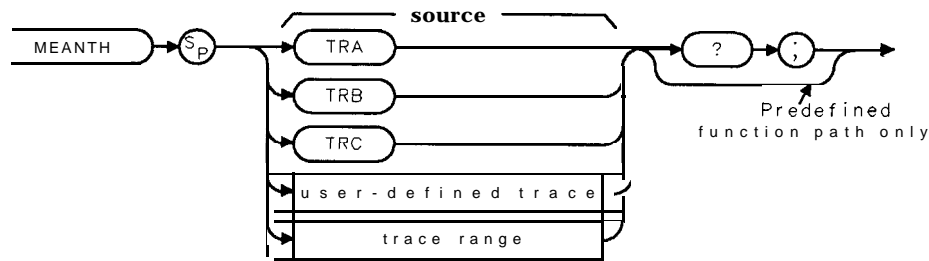 source
MEANTH SP TRA ? ;
TRB
Predefined
function path only
TRC
user-defined trace
trace range